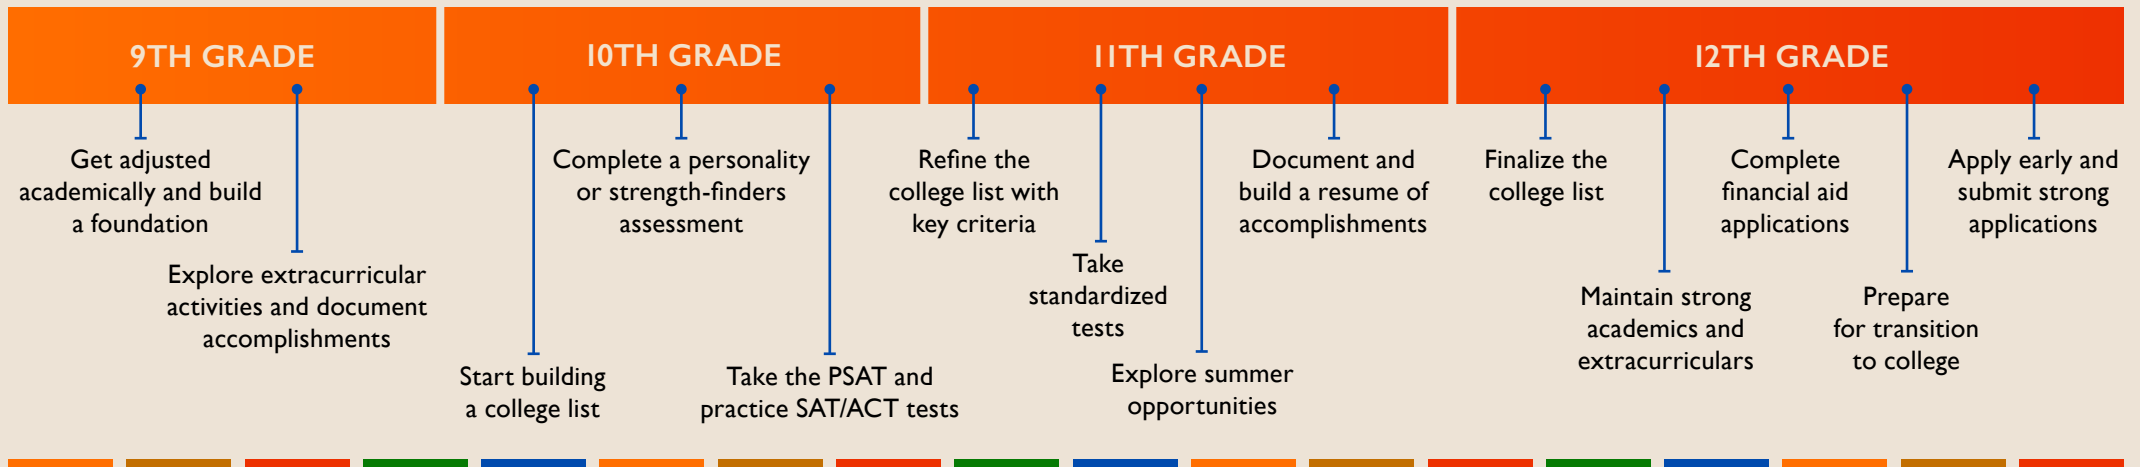 9TH GRADE
Get adjusted
academically and build
a foundation
Explore extracurricular
activities and document
accomplishments
10TH GRADE
Start building
a college list
Complete a personality
or strength-finders
assessment
Take the PSAT and
practice SAT/ACT tests
11TH GRADE
Refine the
college list with
key criteria
Take
standardized
tests
Explore summer
opportunities
Document and
build a resume of
accomplishments
12TH GRADE
Finalize the
college list
Maintain strong
academics and
extracurriculars
Complete
financial aid
applications
Prepare
for transition
to college
Apply early and
submit strong
applications